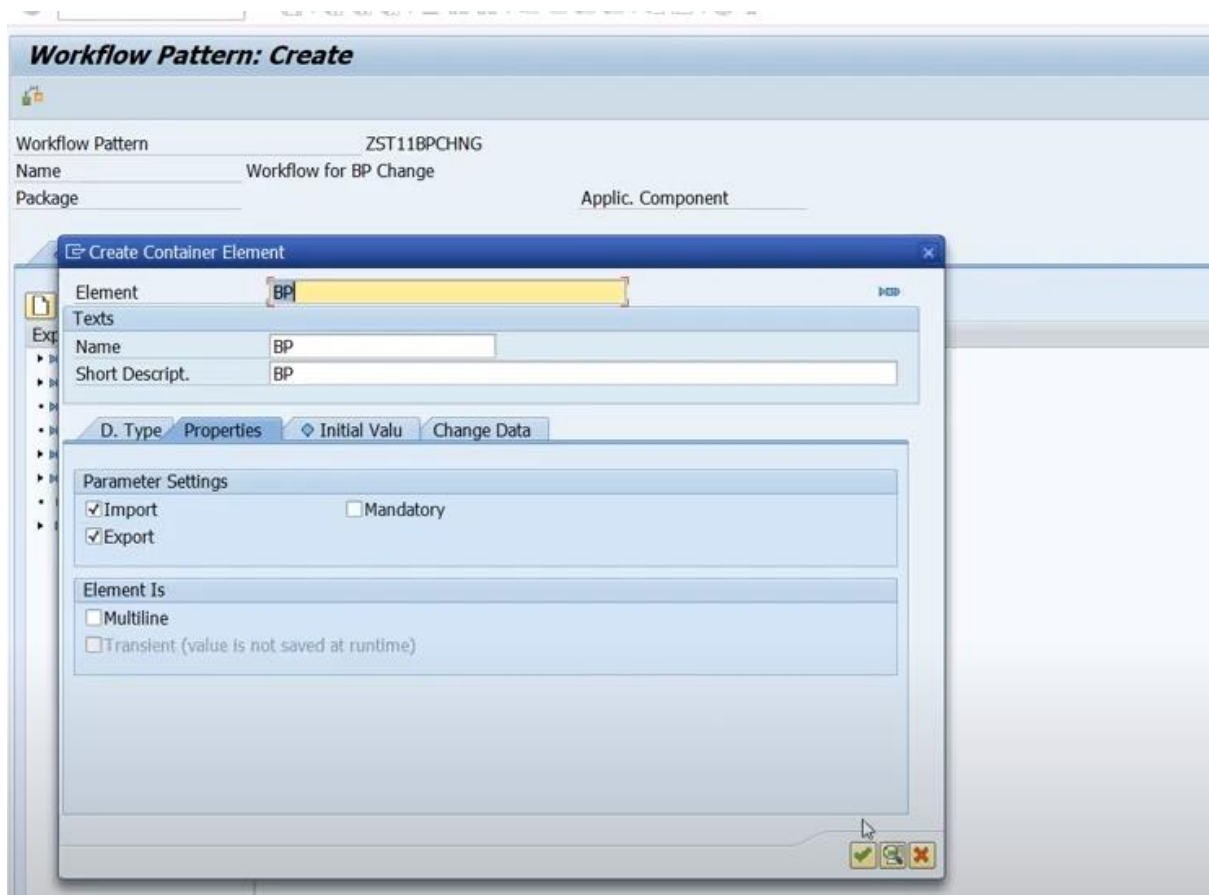 Workflow Pattern: Create
Workflow Pattern ZST11BPCHNG
Name Workflow for BP Change
Package Applic. Component
Create Container Element
Element BP
Texts
Exp
Name BP
Short Descript. BP
D. Type Properties Initial Valu Change Data
Parameter Settings
Import Mandatory
Export
Element Is
Multiline
Transient (value is not saved at runtime)